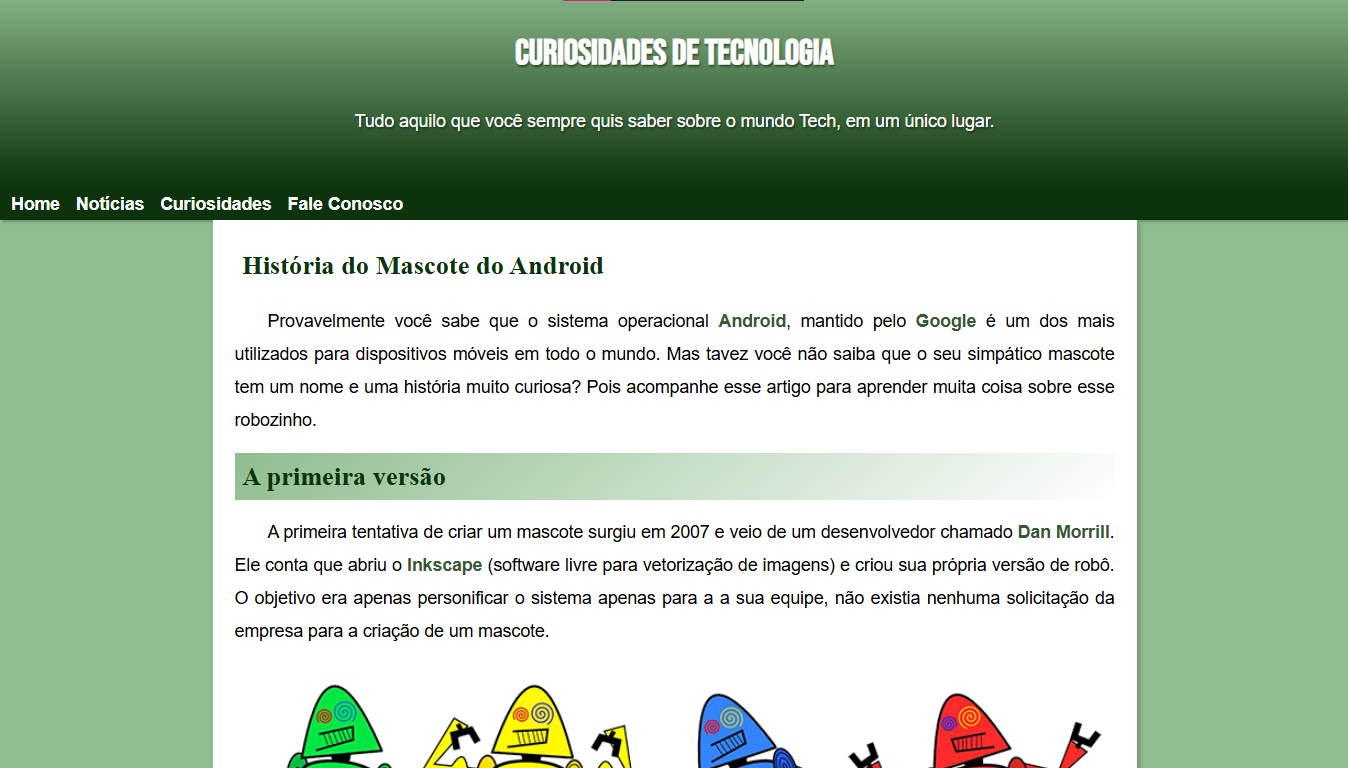 CURIOSIDADES DE TECNOLOGIA
Tudo aquilo que você sempre quis saber sobre o mundo Tech, em um único lugar.
Home Notícias Curiosidades Fale Conosco
História do Mascote do Android
Provavelmente você sabe que o sistema operacional Android, mantido pelo Google é um dos mais
utilizados para dispositivos móveis em todo o mundo. Mas tavez você não saiba que o seu simpático mascote
tem um nome e uma história muito curiosa? Pois acompanhe esse artigo para aprender muita coisa sobre esse
robozinho.
A primeira versão
A primeira tentativa de criar um mascote surgiu em 2007 e veio de um desenvolvedor chamado Dan Morrill.
Ele conta que abriu o Inkscape (software livre para vetorização de imagens) e criou sua própria versão de robô.
O objetivo era apenas personificar o sistema apenas para a a sua equipe, não existia nenhuma solicitação da
empresa para a criação de um mascote.